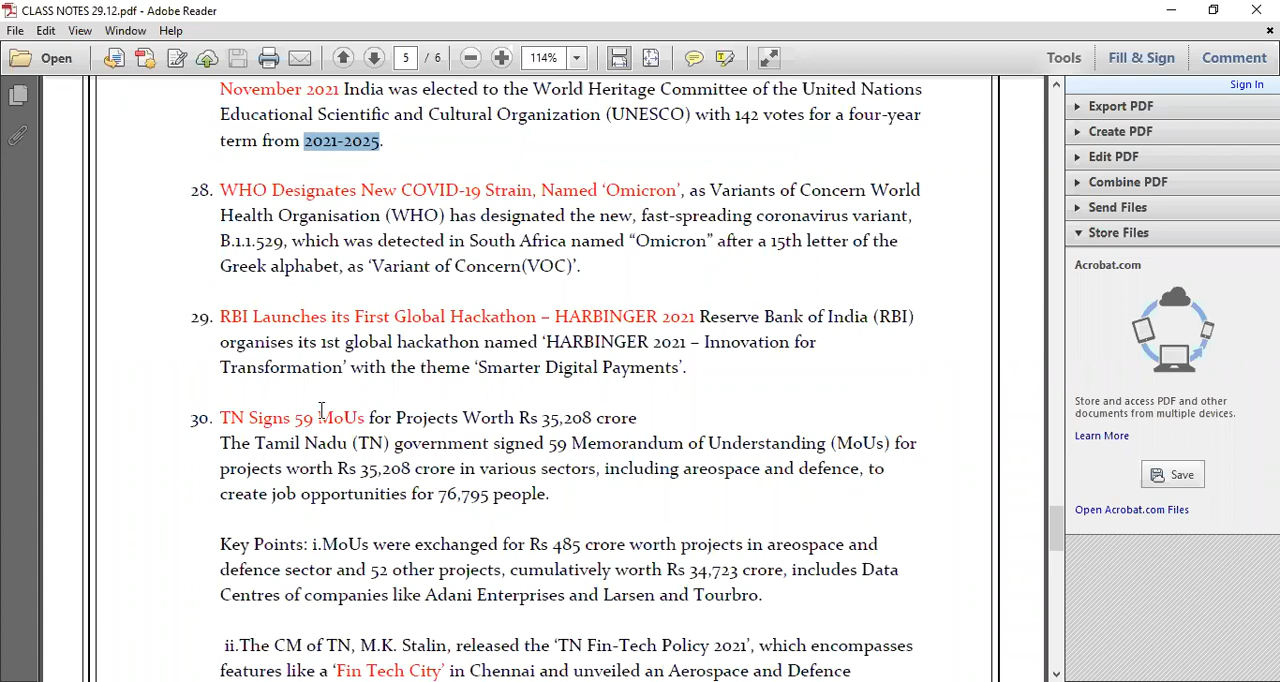 CLASS NOTES 29.12.pdf - Adobe Reader
File Edit View Window Help
Open 5 / 6 114% Tools Fill & Sign Comment
Sign In
Export PDF
Create PDF
Edit PDF
Combine PDF
Send Files
Store Files
Acrobat.com
Store and access PDF and other
documents from multiple devices.
Learn More
Save
Open Acrobat.com Files
November 2021 India was elected to the World Heritage Committee of the United Nations
Educational Scientific and Cultural Organization (UNESCO) with 142 votes for a four-year
term from 2021-2025.
28. WHO Designates New COVID-19 Strain, Named ‘Omicron’, as Variants of Concern World
Health Organisation (WHO) has designated the new, fast-spreading coronavirus variant,
B.1.1.529, which was detected in South Africa named “Omicron” after a 15th letter of the
Greek alphabet, as ‘Variant of Concern(VOC)’.
29. RBI Launches its First Global Hackathon – HARBINGER 2021 Reserve Bank of India (RBI)
organises its 1st global hackathon named ‘HARBINGER 2021 – Innovation for
Transformation’ with the theme ‘Smarter Digital Payments’.
30. TN Signs 59 MoUs for Projects Worth Rs 35,208 crore
The Tamil Nadu (TN) government signed 59 Memorandum of Understanding (MoUs) for
projects worth Rs 35,208 crore in various sectors, including areospace and defence, to
create job opportunities for 76,795 people.
Key Points: i.MoUs were exchanged for Rs 485 crore worth projects in areospace and
defence sector and 52 other projects, cumulatively worth Rs 34,723 crore, includes Data
Centres of companies like Adani Enterprises and Larsen and Tourbro.
ii.The CM of TN, M.K. Stalin, released the ‘TN Fin-Tech Policy 2021’, which encompasses
features like a ‘Fin Tech City’ in Chennai and unveiled an Aerospace and Defence